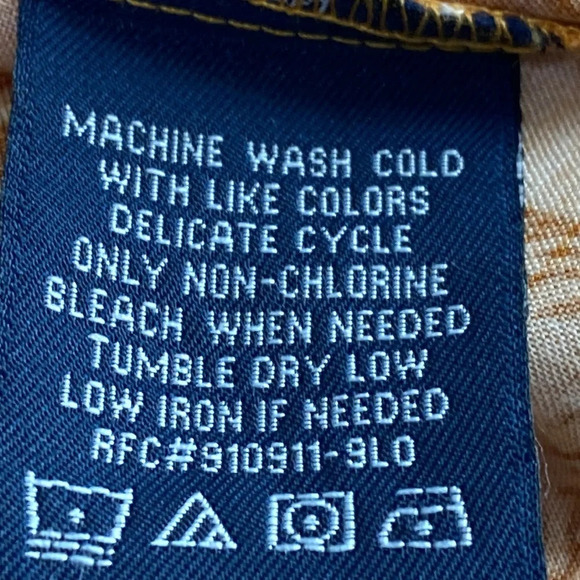 MACHINE WASH COLD
WITH LIKE COLORS
DELICATE CYCLE
ONLY NON-CHLORINE
BLEACH WHEN NEEDED
TUMBLE DRY LOW
LOW IRON IF NEEDED
RFC#910911-9L0